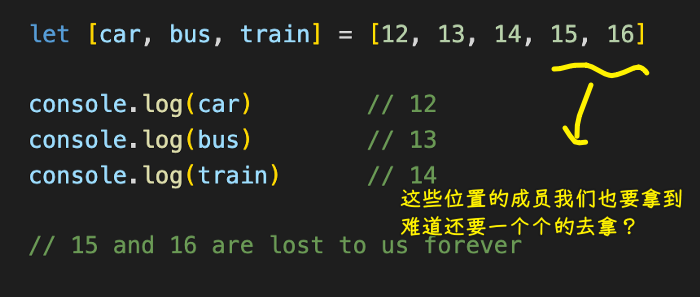 let [car, bus, train] = [12, 13, 14, 15, 16]
console.log(car) // 12
console.log(bus) // 13
console.log(train) // 14
这些位置的成员我们也要拿到
难道还要一个个的去拿？
// 15 and 16 are lost to us forever